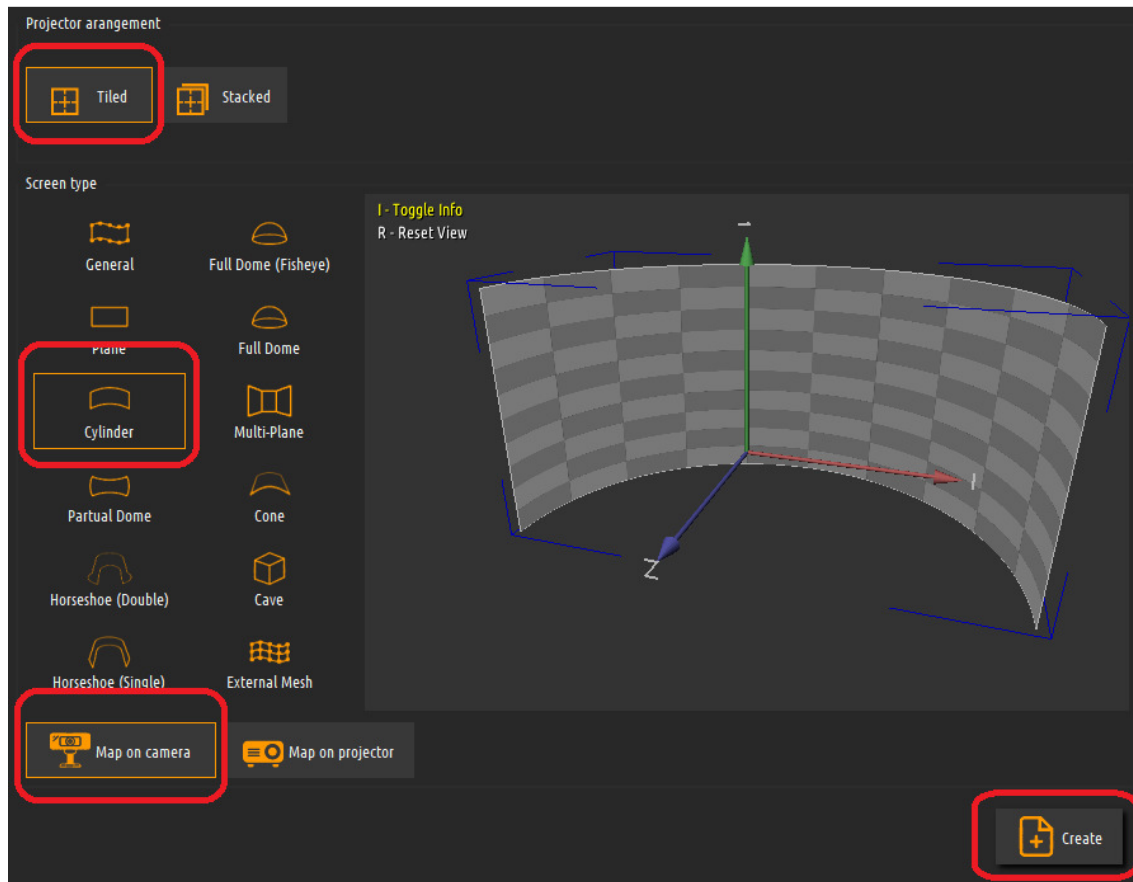 Projector arangement
Tiled
Stacked
Screen type
General
Full Dome (Fisheye)
Plane
Full Dome
Cylinder
Multi-Plane
Partual Dome
Cone
Horseshoe (Double)
Cave
Horseshoe (Single)
External Mesh
I - Toggle Info
R - Reset View
Z
Map on camera
Map on projector
Create